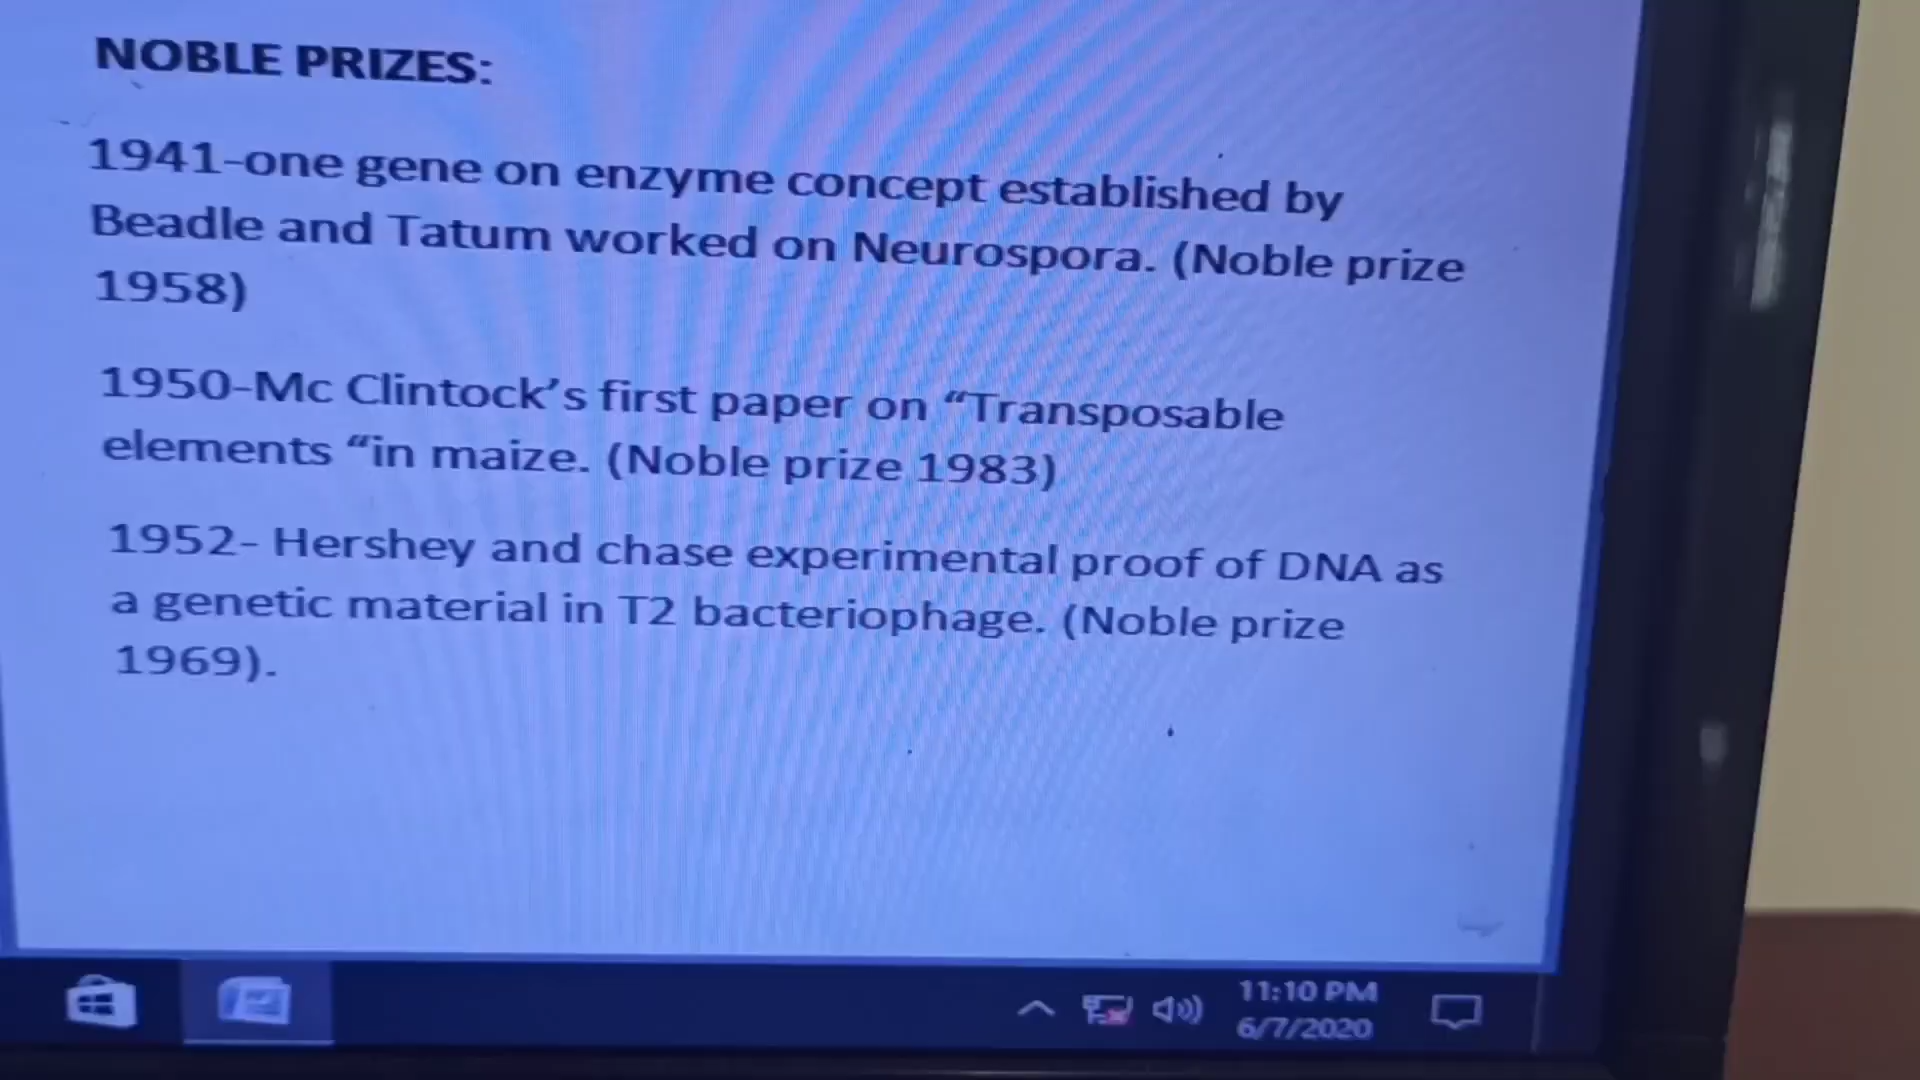 NOBLE PRIZES:
1941-one gene on enzyme concept established by
Beadle and Tatum worked on Neurospora. (Noble prize
1958)
1950-Mc Clintock’s first paper on “Transposable
elements “in maize. (Noble prize 1983)
1952- Hershey and chase experimental proof of DNA as
a genetic material in T2 bacteriophage. (Noble prize
1969).
11:10 PM
6/7/2020